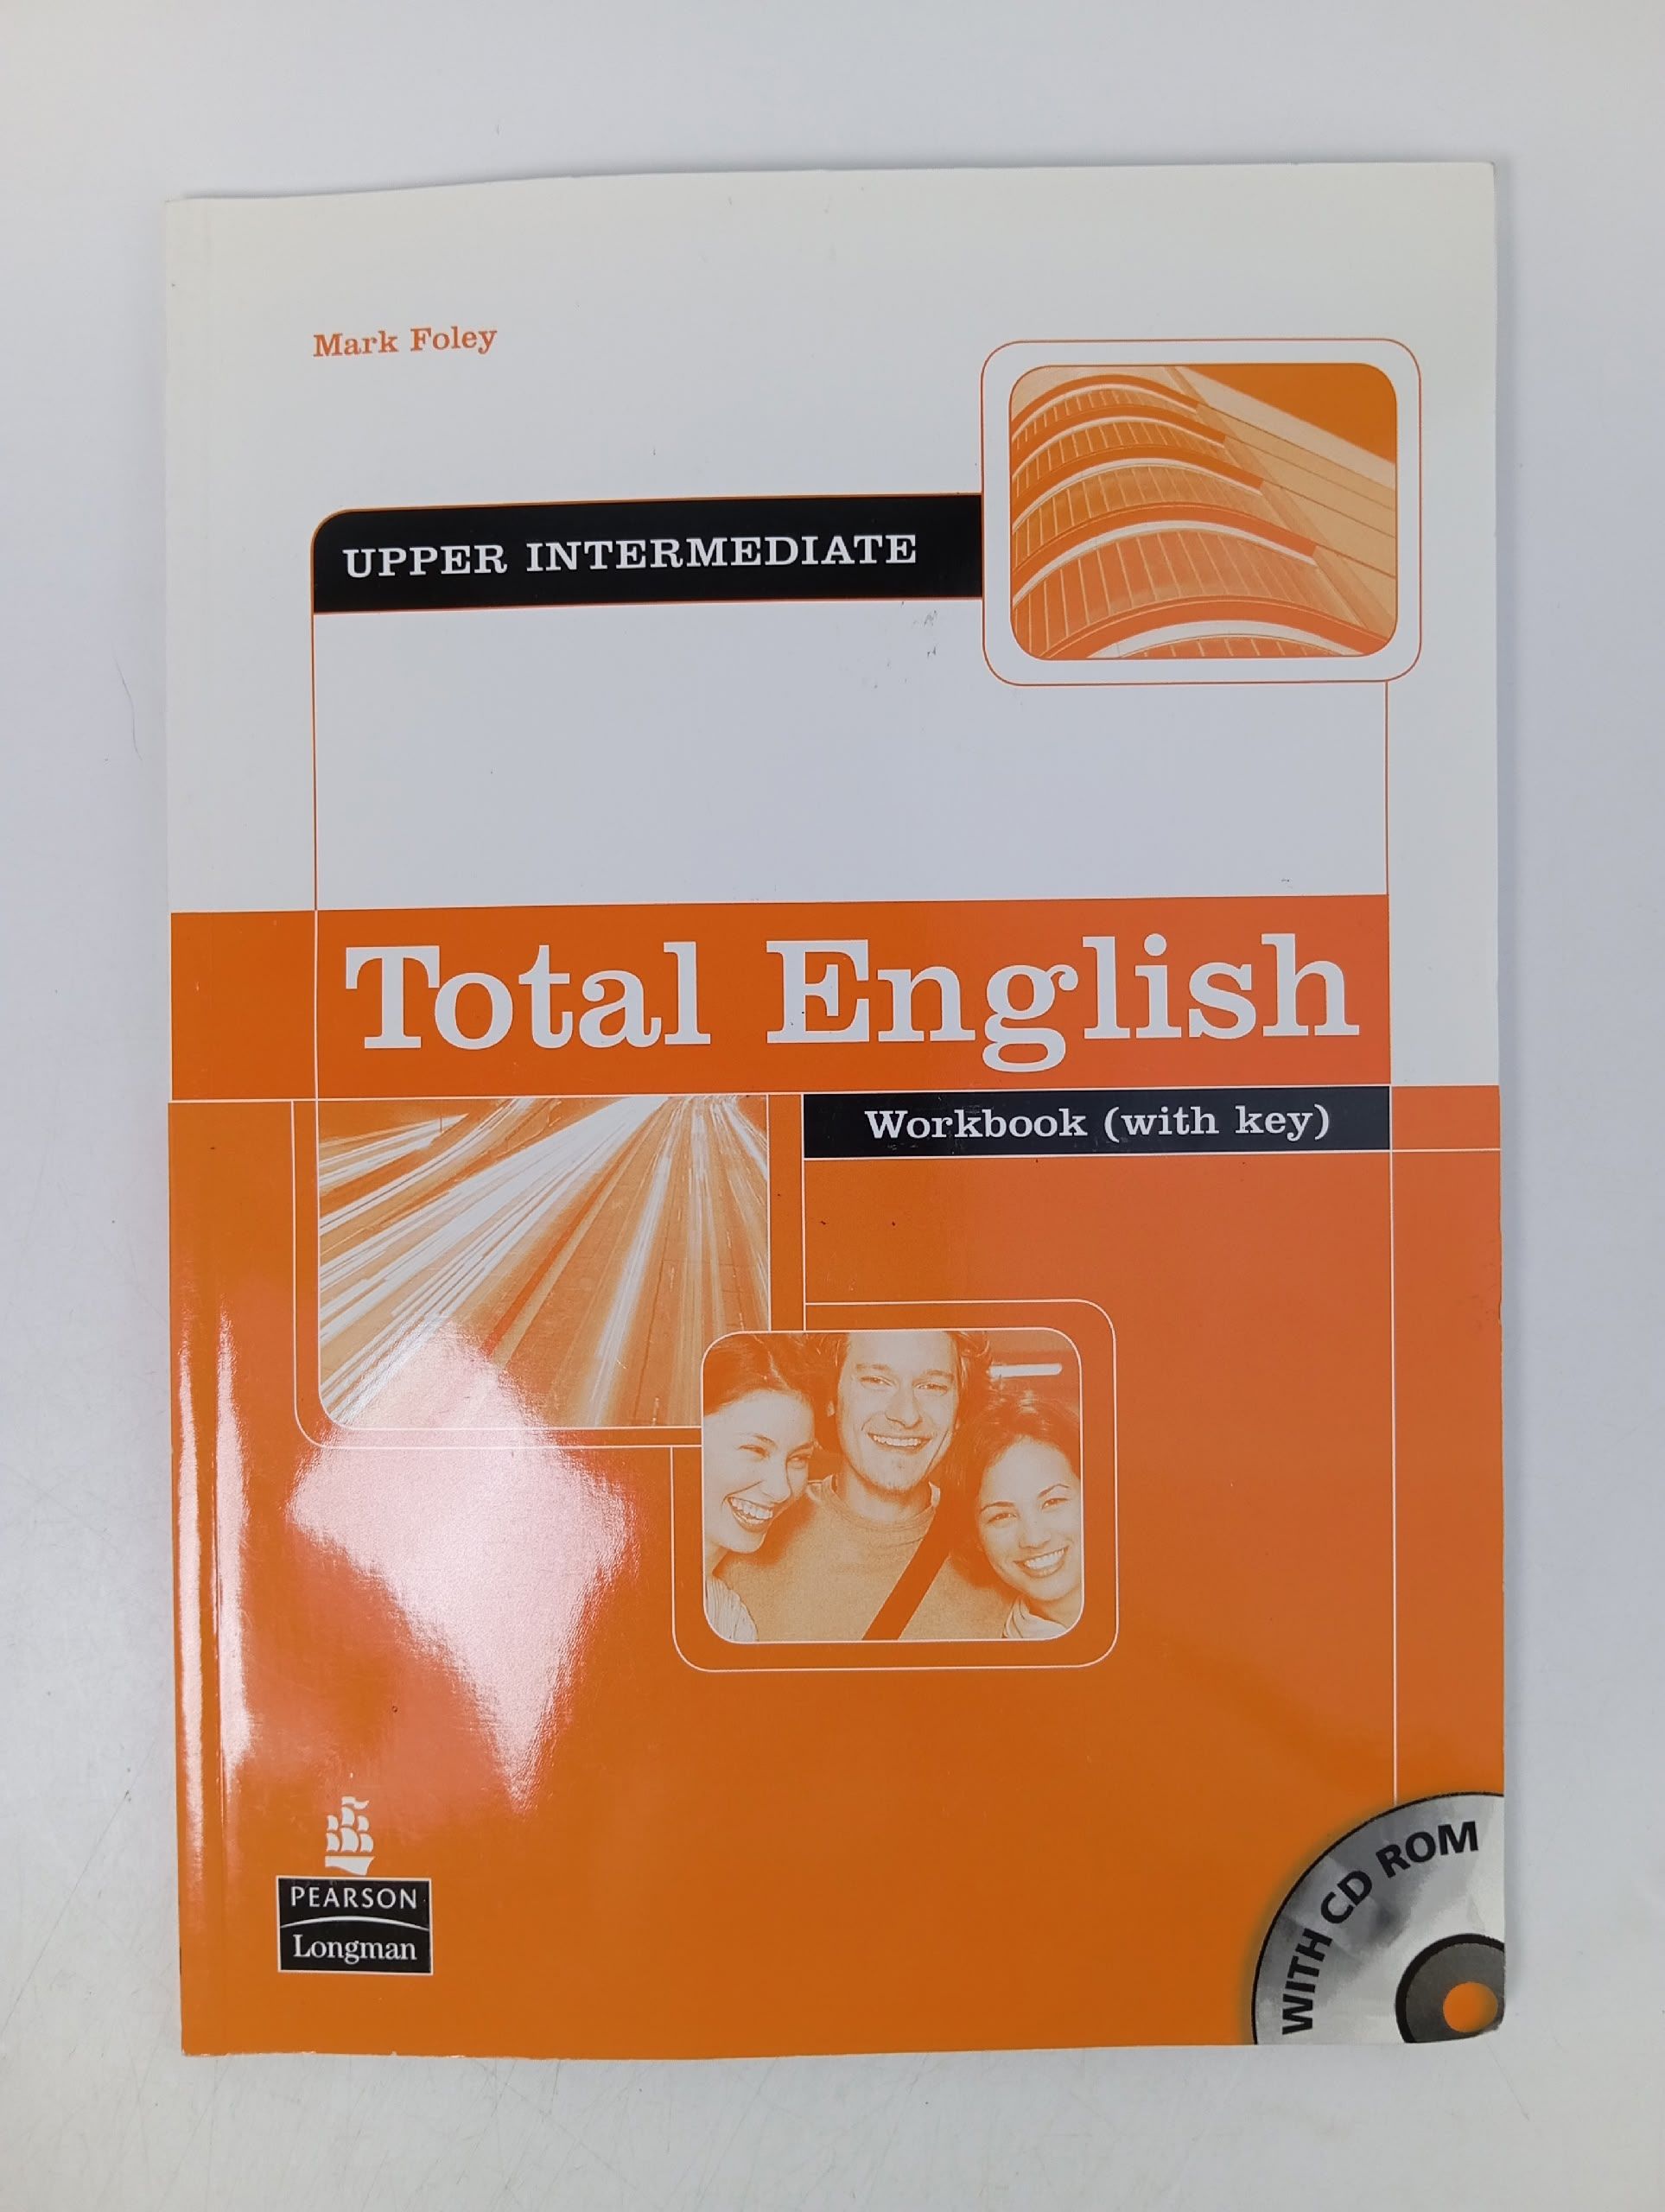 Mark Foley
UPPER INTERMEDIATE
Total English
Workbook (with key)
PEARSON
Longman
WITH CD ROM